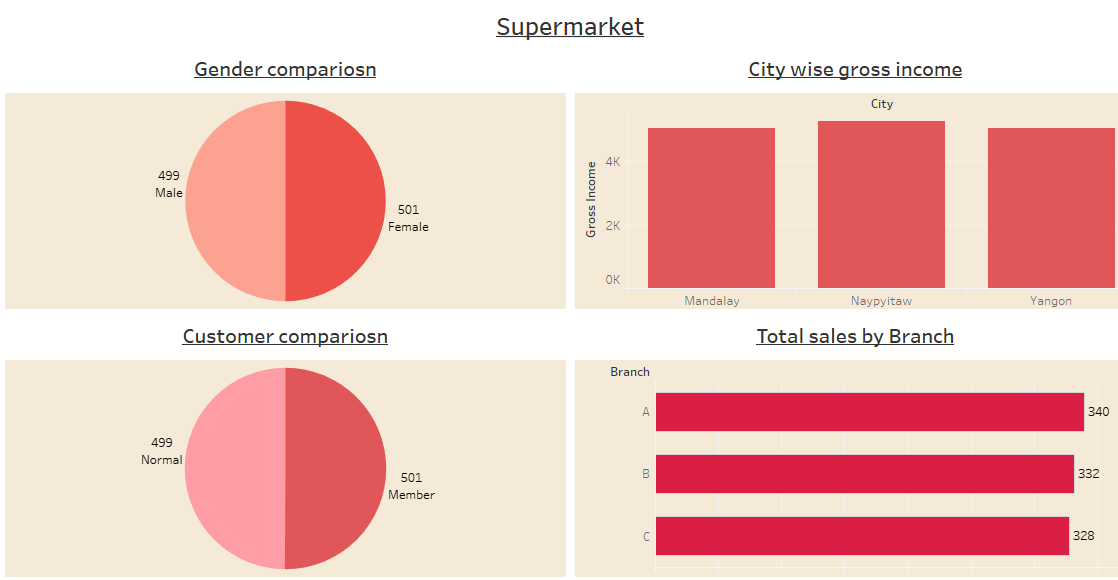 Supermarket
Gender compariosn
499
Male
501
Female
City wise gross income
City
Gross Income
4K
2K
0K
Mandalay
Naypyitaw
Yangon
Customer compariosn
499
Normal
501
Member
Total sales by Branch
Branch
A
340
B
332
C
328